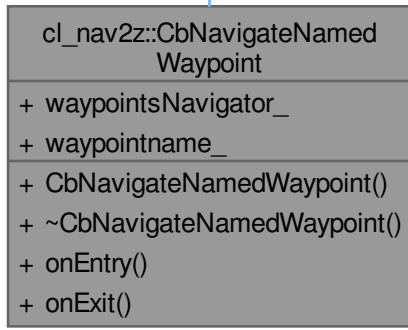 cl_nav2z::CbNavigateNamed
Waypoint
+ waypointsNavigator_
+ waypointname_
+ CbNavigateNamedWaypoint()
+ ~CbNavigateNamedWaypoint()
+ onEntry()
+ onExit()